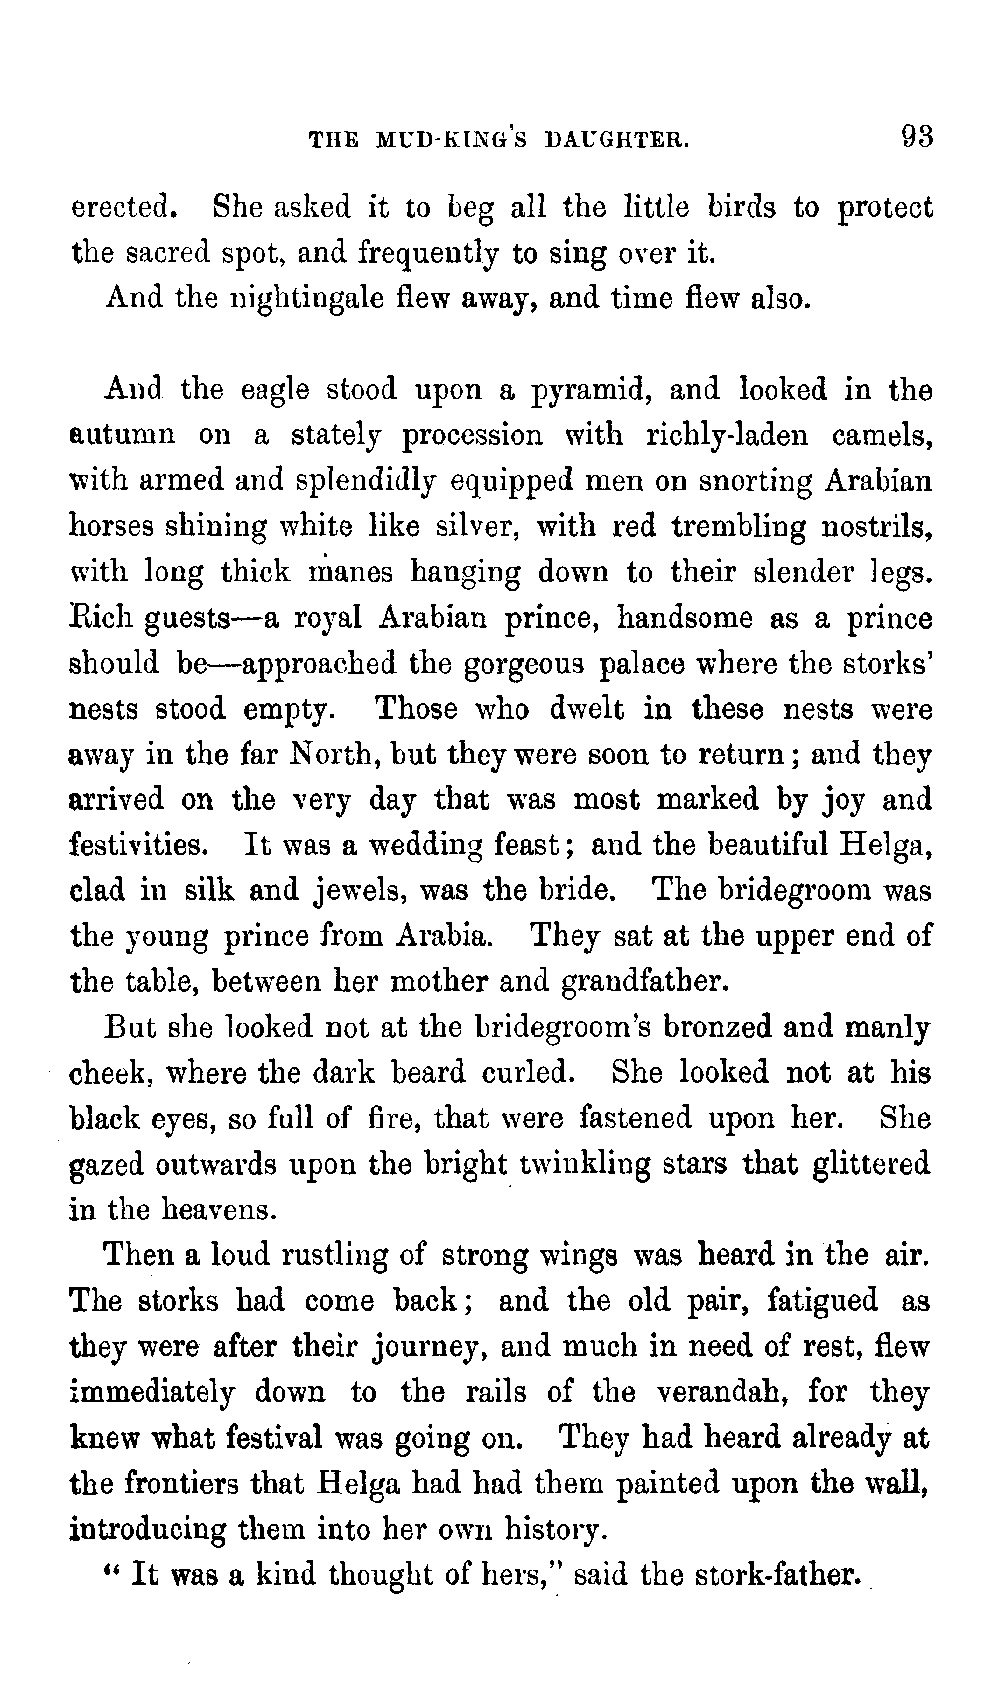 THE MUD-KING'S DAUGHTER. 93
erected. She asked it to beg all the little birds to protect
the sacred spot, and frequently to sing over it.
And the nightingale flew away, and time flew also.
And the eagle stood upon a pyramid, and looked in the
autumn on a stately procession with richly-laden camels,
with armed and splendidly equipped men on snorting Arabian
horses shining white like silver, with red trembling nostrils,
with long thick manes hanging down to their slender legs.
Rich guests—a royal Arabian prince, handsome as a prince
should be—approached the gorgeous palace where the storks'
nests stood empty. Those who dwelt in these nests were
away in the far North, but they were soon to return; and they
arrived on the very day that was most marked by joy and
festivities. It was a wedding feast; and the beautiful Helga,
clad in silk and jewels, was the bride. The bridegroom was
the young prince from Arabia. They sat at the upper end of
the table, between her mother and grandfather.
But she looked not at the bridegroom's bronzed and manly
cheek, where the dark beard curled. She looked not at his
black eyes, so full of fire, that were fastened upon her. She
gazed outwards upon the bright twinkling stars that glittered
in the heavens.
Then a loud rustling of strong wings was heard in the air.
The storks had come back; and the old pair, fatigued as
they were after their journey, and much in need of rest, flew
immediately down to the rails of the verandah, for they
knew what festival was going on. They had heard already at
the frontiers that Helga had had them painted upon the wall,
introducing them into her own history.
"It was a kind thought of hers," said the stork-father.